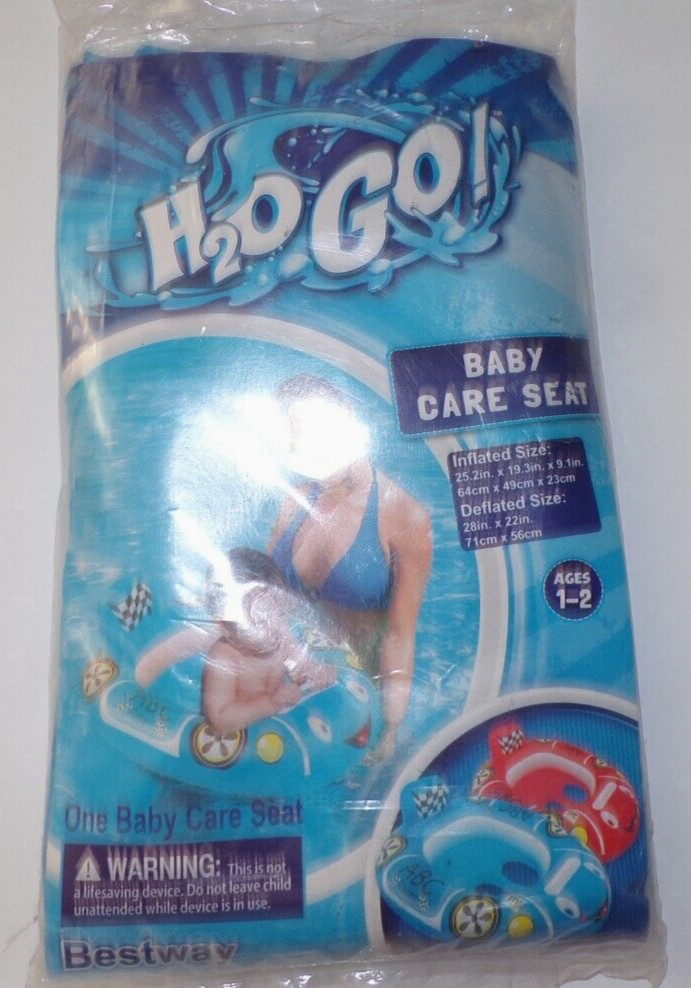 H2O GO!
BABY
CARE SEAT
Inflated Size:
25.2in. x 19.3in. x 9.1in.
64cm x 49cm x 23cm
Deflated Size:
28in. x 22in.
71cm x 56cm
AGES
1-2
ABC
ABC
One Baby Care Seat
WARNING: This is not
a lifesaving device. Do not leave child
unattended while device is in use.
Bestway